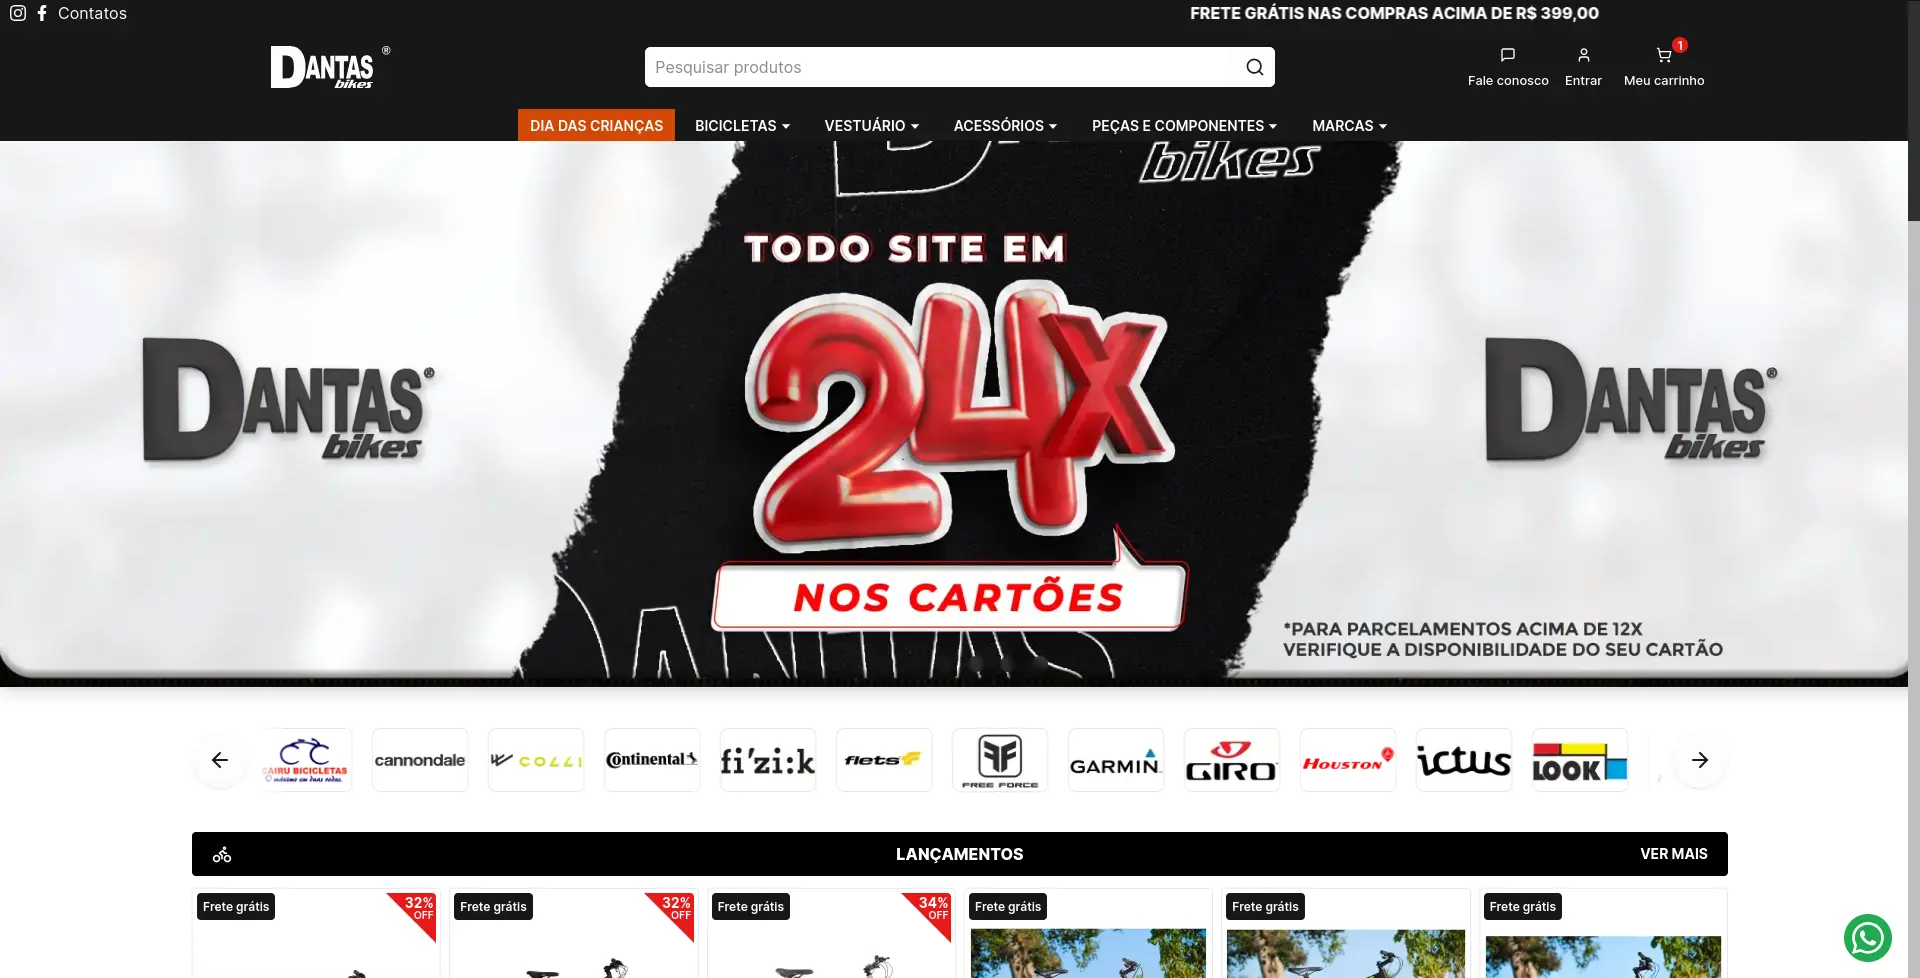 Contatos
FRETE GRÁTIS NAS COMPRAS ACIMA DE R$ 399,00
DANTAS ®
bikes
Pesquisar produtos
Fale conosco
Entrar
1
Meu carrinho
DIA DAS CRIANÇAS
BICICLETAS
VESTUÁRIO
ACESSÓRIOS
PEÇAS E COMPONENTES
MARCAS
bikes
TODO SITE EM
24X
NOS CARTÕES
DANTAS®
bikes
DANTAS®
bikes
*PARA PARCELAMENTOS ACIMA DE 12X
VERIFIQUE A DISPONIBILIDADE DO SEU CARTÃO
CAIRU BICICLETAS
O máximo em duas rodas.
cannondale
COLLI
Continental
fi'zi:k
flets
FREE FORCE
GARMIN
GIRO
HOUSTON
ictus
LOOK
LANÇAMENTOS
VER MAIS
Frete grátis
32%
OFF
Frete grátis
32%
OFF
Frete grátis
34%
OFF
Frete grátis
Frete grátis
Frete grátis